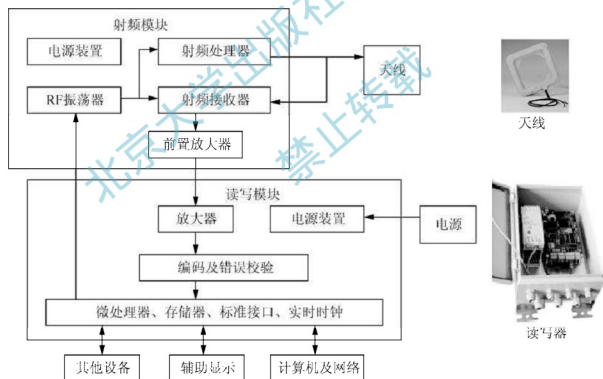 射频模块
电源装置
射频处理器
天线
RF振荡器
射频接收器
前置放大器
天线
读写模块
放大器
电源装置
电源
编码及错误校验
微处理器、存储器、标准接口、实时时钟
读写器
其他设备
辅助显示
计算机及网络
北京大学出版社
禁止转载